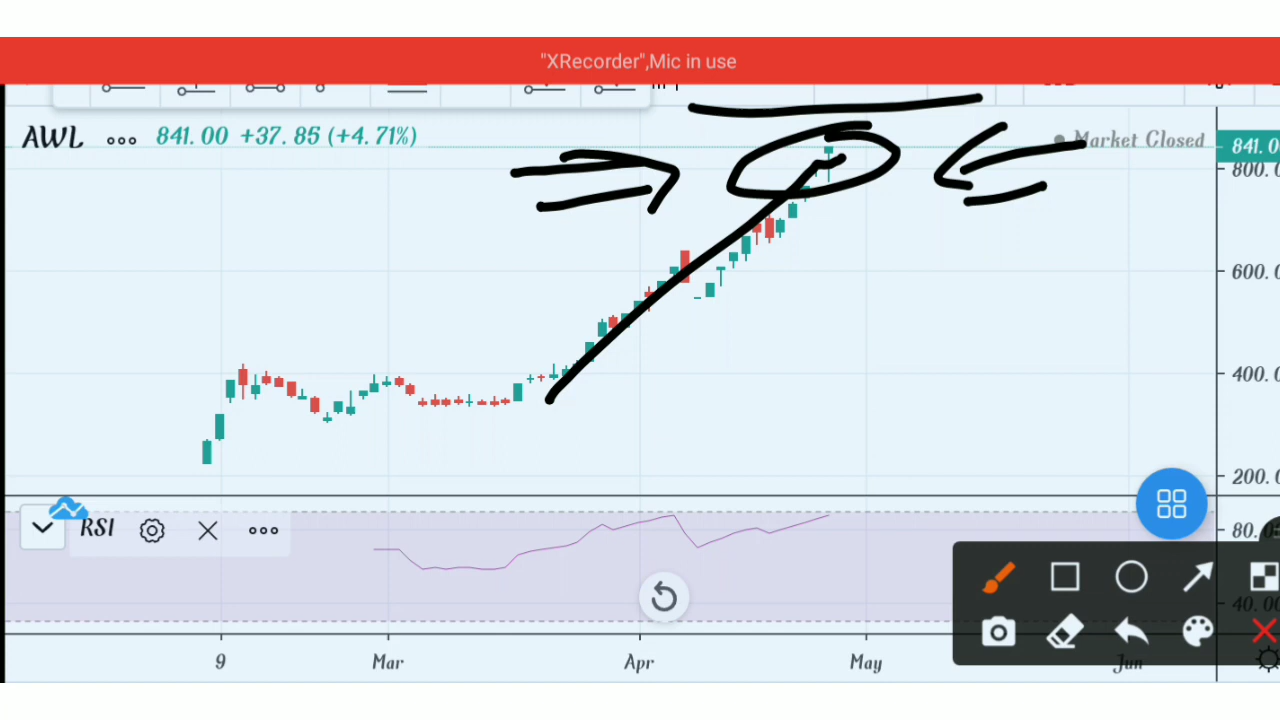 "XRecorder",Mic in use
AWL 841.00 +37.85 (+4.71%)
Market Closed
841.0
800.0
600.0
400.0
200.0
RSI
80.0
40.00
9 Mar Apr May Jun